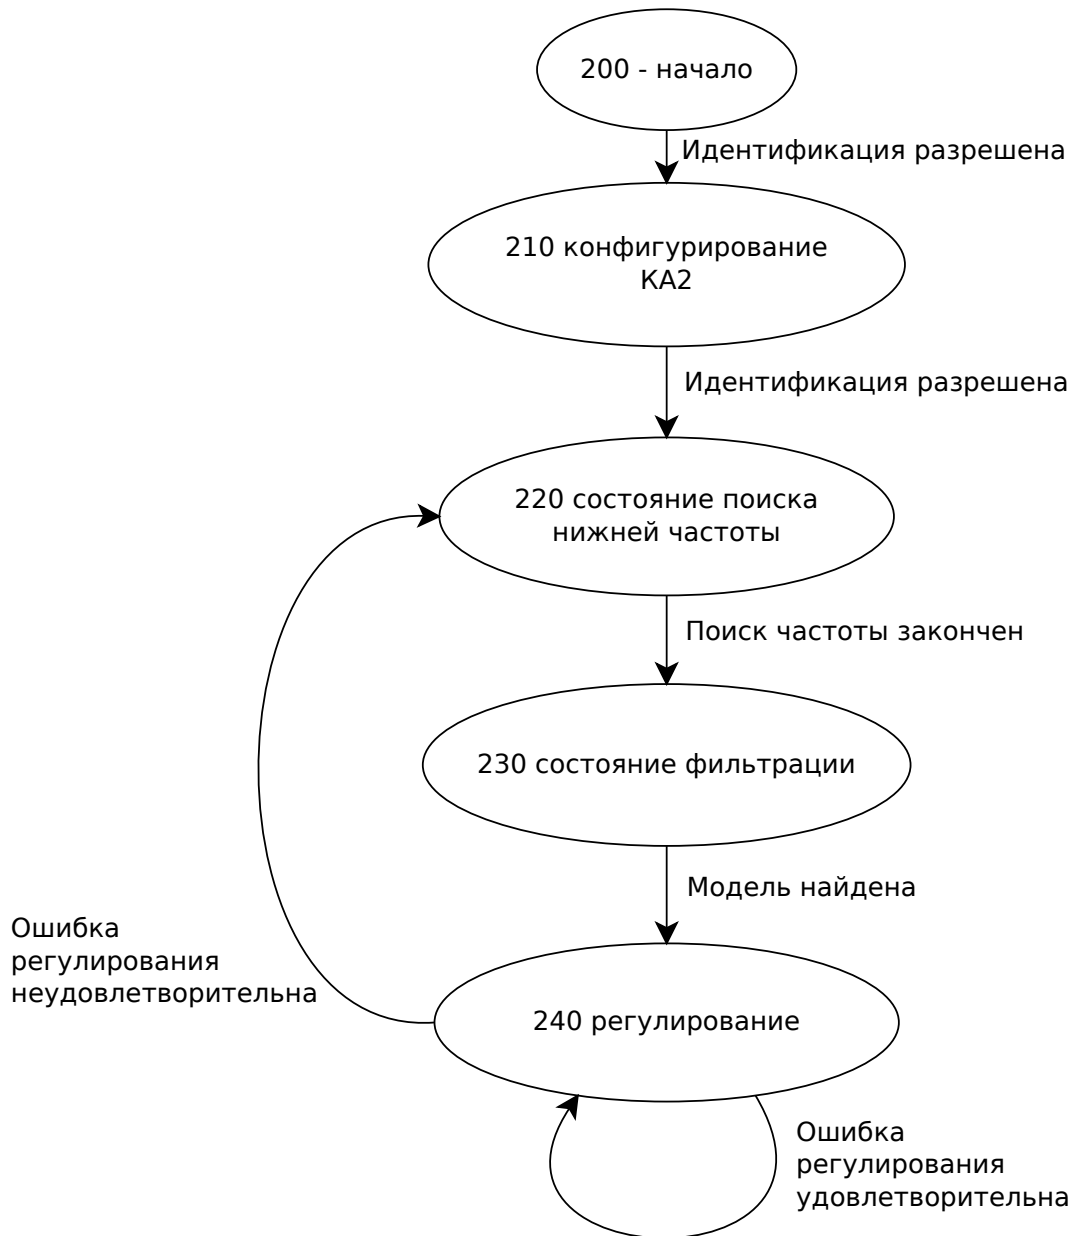 200 - начало
Идентификация разрешена
210 конфигурирование
КА2
Идентификация разрешена
220 состояние поиска
нижней частоты
Поиск частоты закончен
230 состояние фильтрации
Модель найдена
Ошибка
регулирования
неудовлетворительна
240 регулирование
Ошибка
регулирования
удовлетворительна